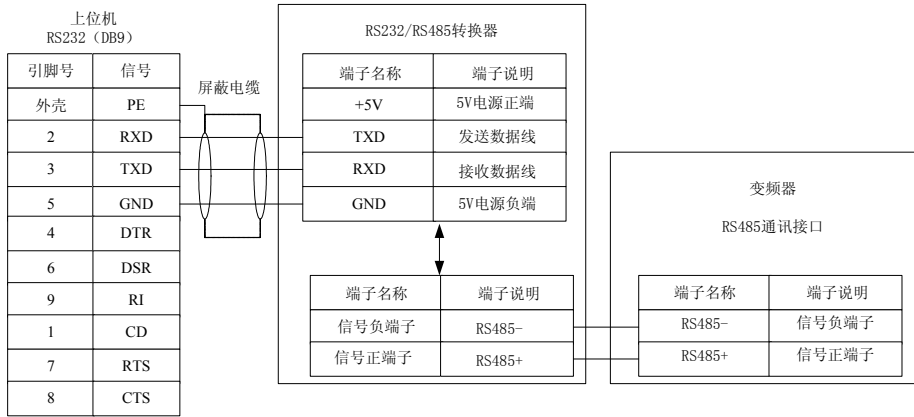 上位机
RS232（DB9）
引脚号 信号
外壳 PE
2 RXD
3 TXD
5 GND
4 DTR
6 DSR
9 RI
1 CD
7 RTS
8 CTS
屏蔽电缆
RS232/RS485转换器
端子名称 端子说明
+5V 5V电源正端
TXD 发送数据线
RXD 接收数据线
GND 5V电源负端
端子名称 端子说明
信号负端子 RS485-
信号正端子 RS485+
变频器
RS485通讯接口
端子名称 端子说明
RS485- 信号负端子
RS485+ 信号正端子